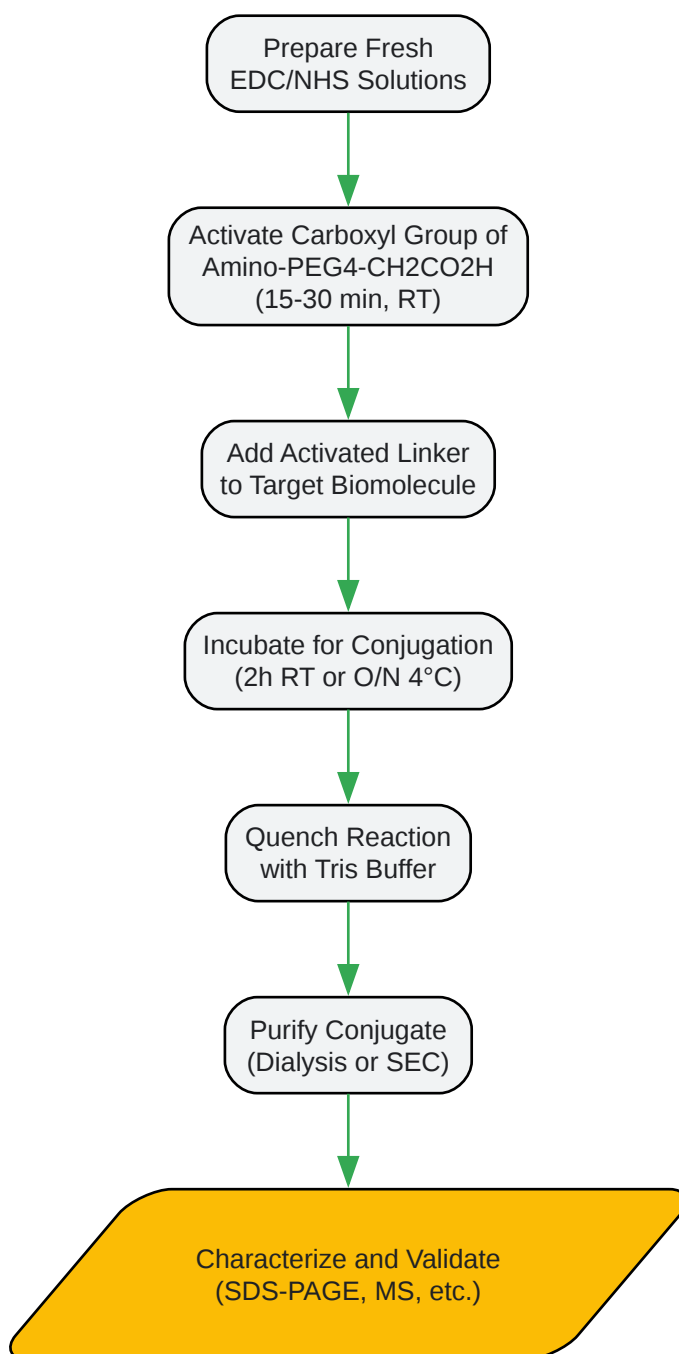 Prepare Fresh
EDC/NHS Solutions
Activate Carboxyl Group of
Amino-PEG4-CH2CO2H
(15-30 min, RT)
Add Activated Linker
to Target Biomolecule
Incubate for Conjugation
(2h RT or O/N 4°C)
Quench Reaction
with Tris Buffer
Purify Conjugate
(Dialysis or SEC)
Characterize and Validate
(SDS-PAGE, MS, etc.)